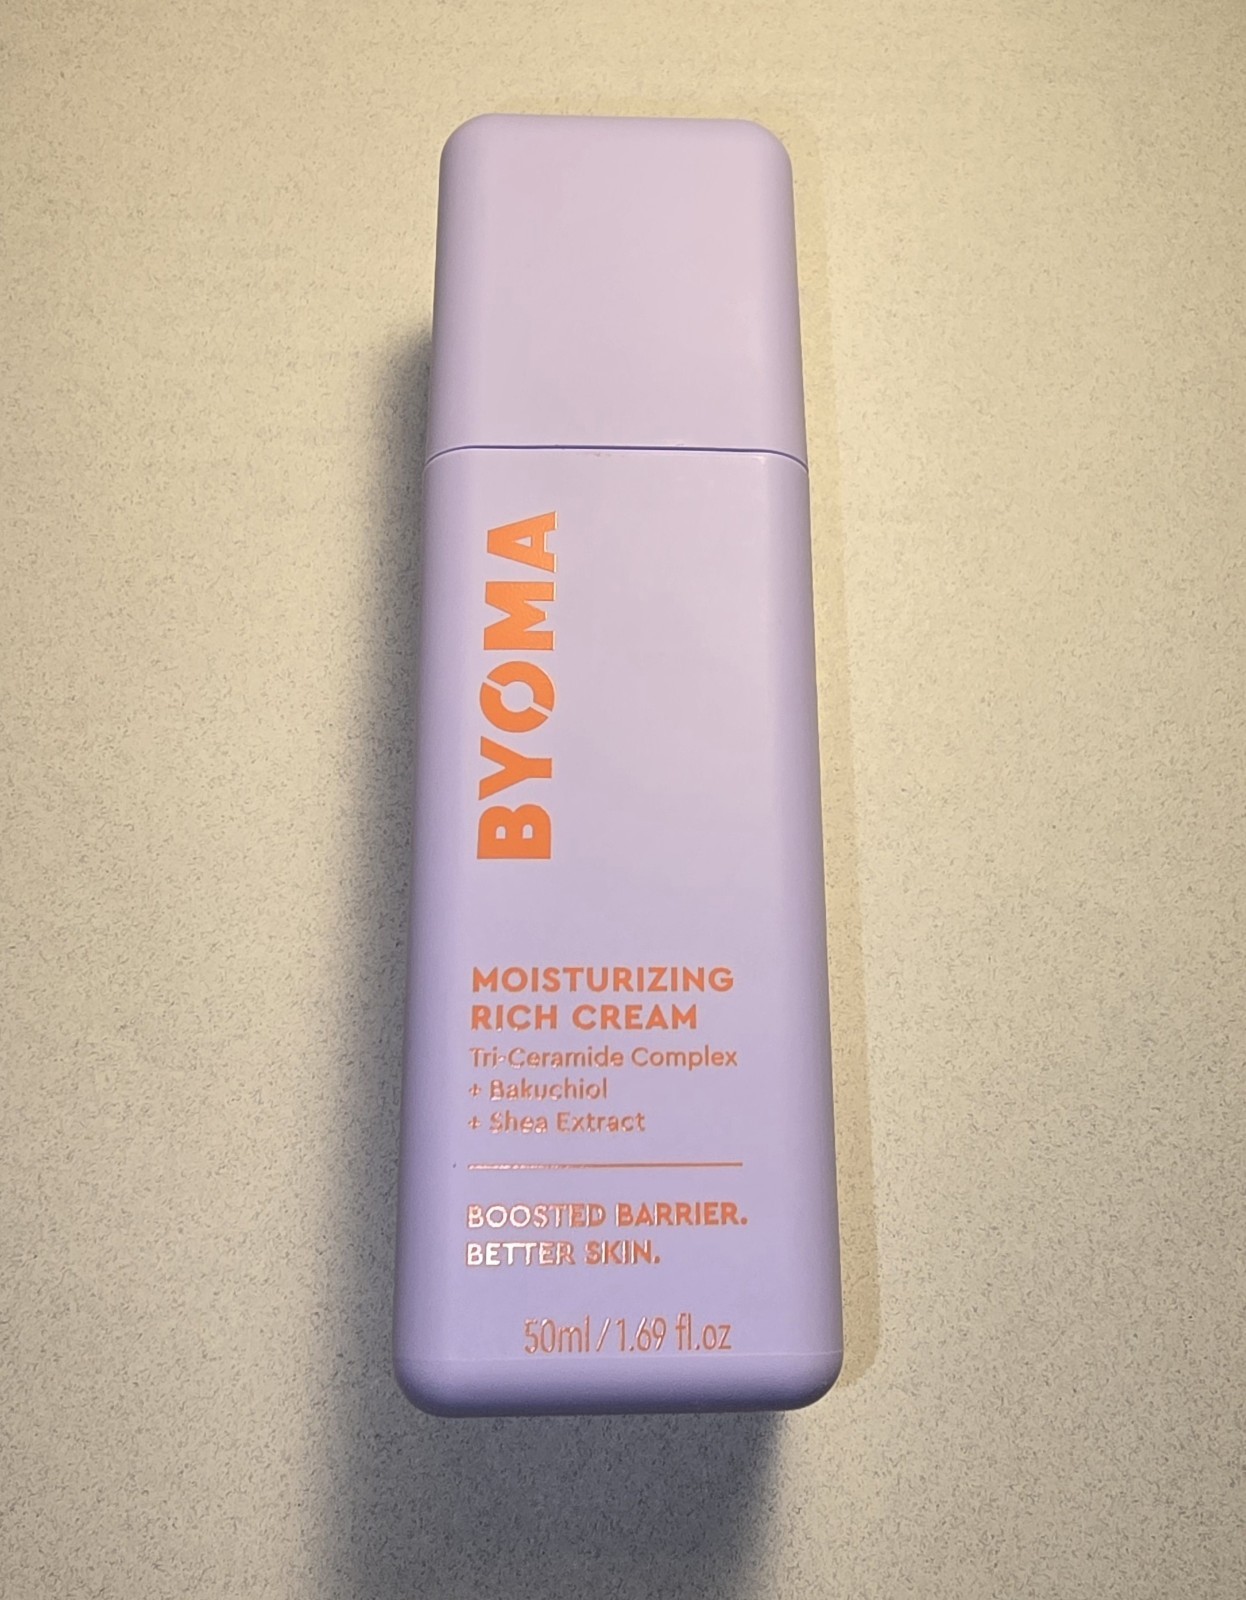 BYOMA
MOISTURIZING
RICH CREAM
Tri-Ceramide Complex
+ Bakuchiol
+ Shea Extract
BOOSTED BARRIER.
BETTER SKIN.
50ml/1.69 fl.oz